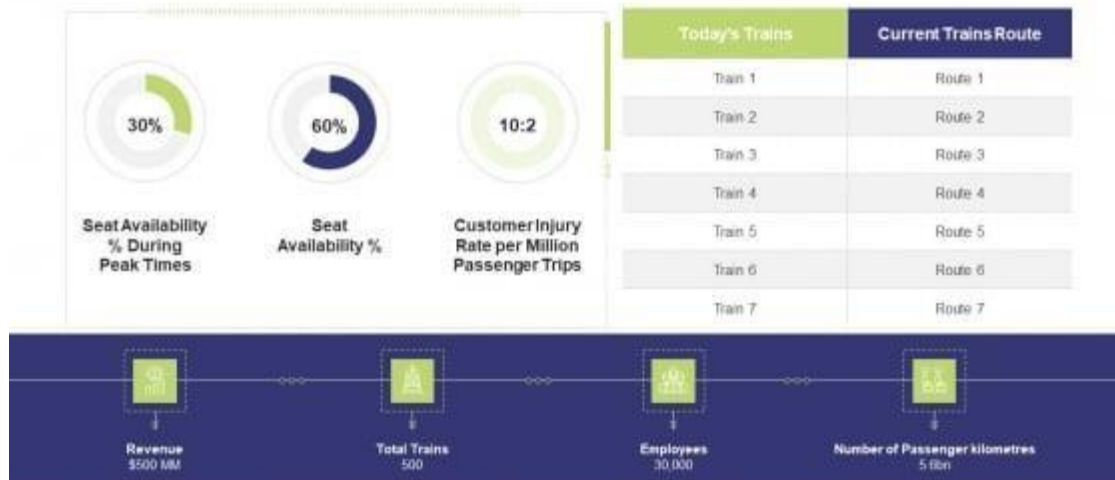 30%
60%
10:2
Seat Availability
% During
Peak Times
Seat
Availability %
Customer Injury
Rate per Million
Passenger Trips
Today's Trains Current Trains Route
Train 1 Route 1
Train 2 Route 2
Train 3 Route 3
Train 4 Route 4
Train 5 Route 5
Train 6 Route 6
Train 7 Route 7
Revenue
$500 MM
Total Trains
500
Employees
30,000
Number of Passenger kilometres
5.6bn